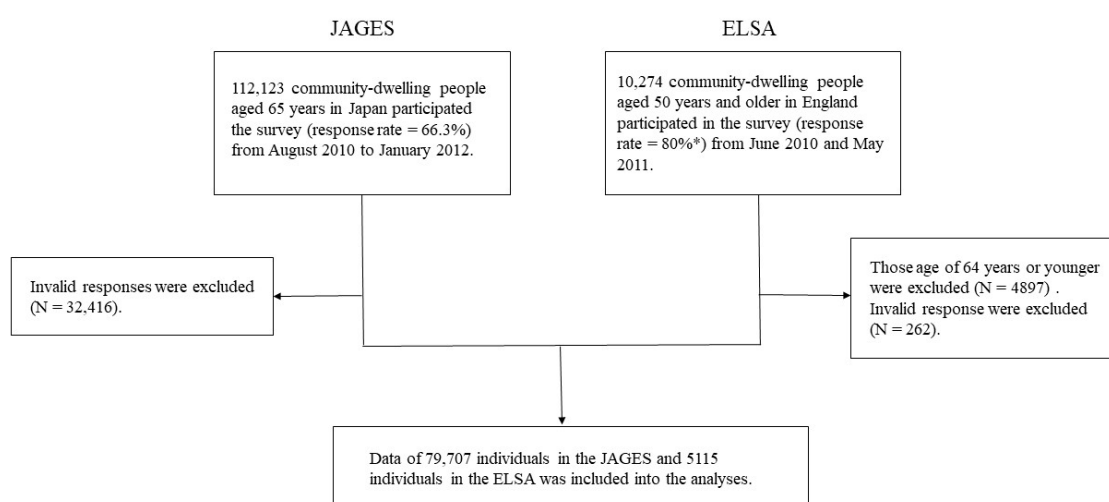 JAGES
112,123 community-dwelling people
aged 65 years in Japan participated
the survey (response rate = 66.3%)
from August 2010 to January 2012.
ELSA
10,274 community-dwelling people
aged 50 years and older in England
participated in the survey (response
rate = 80%*) from June 2010 and May
2011.
Invalid responses were excluded
(N = 32,416).
Those age of 64 years or younger
were excluded (N = 4897) .
Invalid response were excluded
(N = 262).
Data of 79,707 individuals in the JAGES and 5115
individuals in the ELSA was included into the analyses.